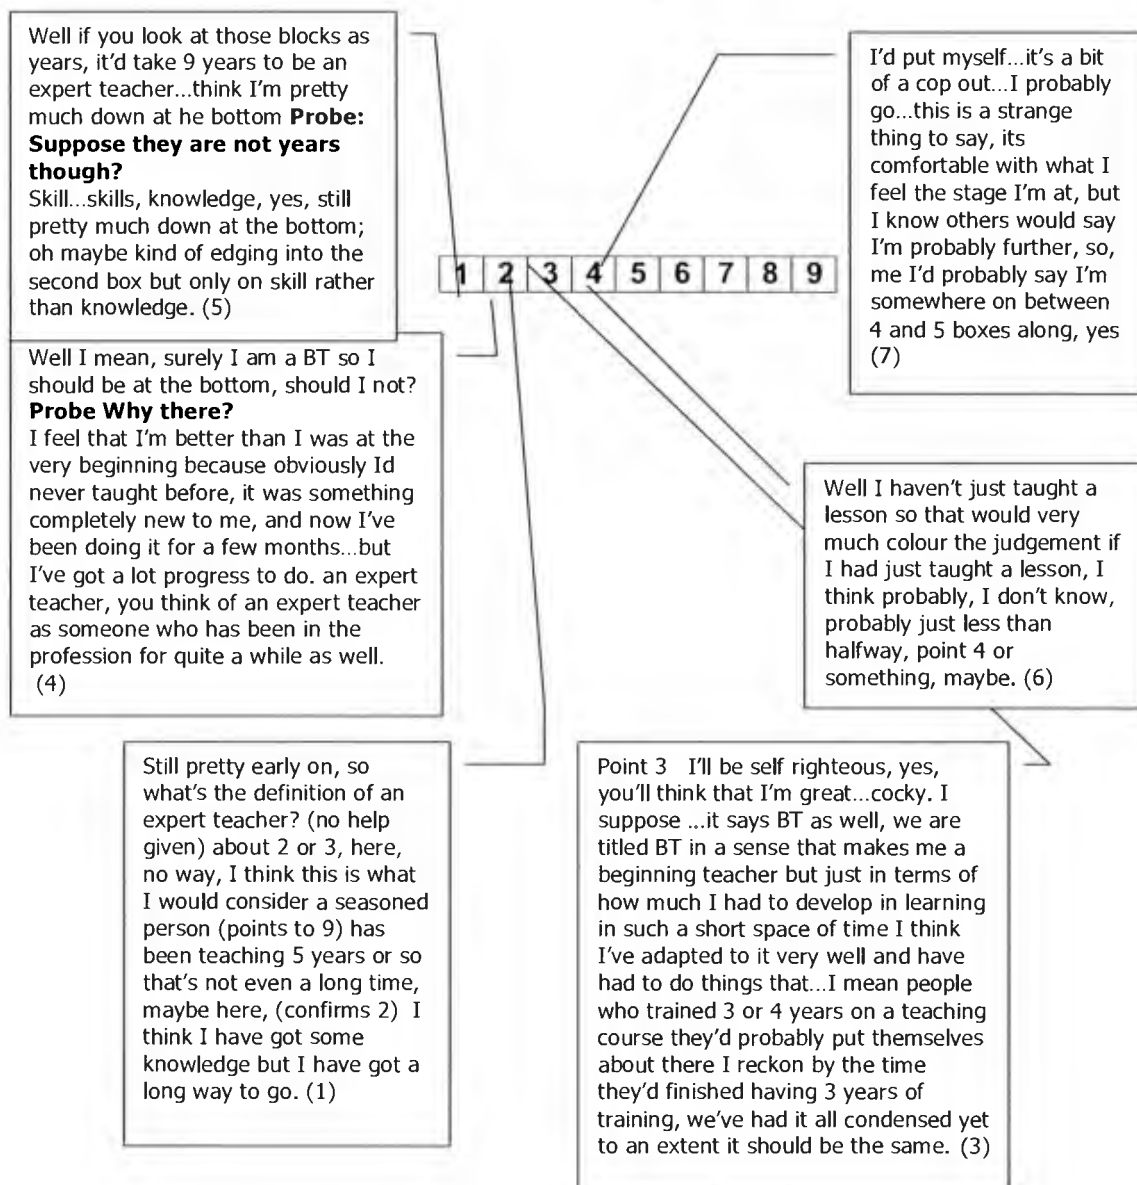 Well if you look at those blocks as
years, it'd take 9 years to be an
expert teacher...think I'm pretty
much down at he bottom Probe:
Suppose they are not years
though?
Skill...skills, knowledge, yes, still
pretty much down at the bottom;
oh maybe kind of edging into the
second box but only on skill rather
than knowledge. (5)
I'd put myself...it's a bit
of a cop out...I probably
go...this is a strange
thing to say, its
comfortable with what I
feel the stage I'm at, but
I know others would say
I'm probably further, so,
me I'd probably say I'm
somewhere on between
4 and 5 boxes along, yes
(7)
1 2 3 4 5 6 7 8 9
Well I mean, surely I am a BT so I
should be at the bottom, should I not?
Probe Why there?
I feel that I'm better than I was at the
very beginning because obviously Id
never taught before, it was something
completely new to me, and now I've
been doing it for a few months...but
I've got a lot progress to do. an expert
teacher, you think of an expert teacher
as someone who has been in the
profession for quite a while as well.
(4)
Well I haven't just taught a
lesson so that would very
much colour the judgement if
I had just taught a lesson, I
think probably, I don't know,
probably just less than
halfway, point 4 or
something, maybe. (6)
Still pretty early on, so
what's the definition of an
expert teacher? (no help
given) about 2 or 3, here,
no way, I think this is what
I would consider a seasoned
person (points to 9) has
been teaching 5 years or so
that's not even a long time,
maybe here, (confirms 2) I
think I have got some
knowledge but I have got a
long way to go. (1)
Point 3 I'll be self righteous, yes,
you'll think that I'm great...cocky. I
suppose ...it says BT as well, we are
titled BT in a sense that makes me a
beginning teacher but just in terms of
how much I had to develop in learning
in such a short space of time I think
I've adapted to it very well and have
had to do things that...I mean people
who trained 3 or 4 years on a teaching
course they'd probably put themselves
about there I reckon by the time
they'd finished having 3 years of
training, we've had it all condensed yet
to an extent it should be the same. (3)